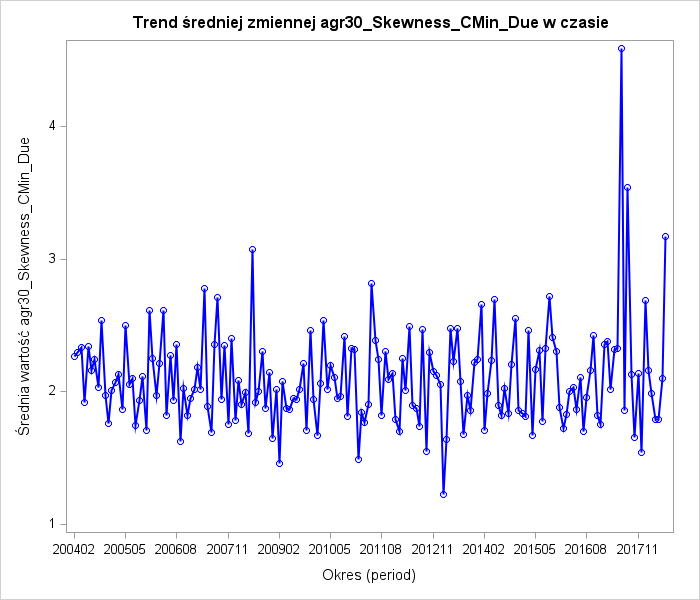 Trend średniej zmiennej agr30_Skewness_CMin_Due w czasie
Średnia wartość agr30_Skewness_CMin_Due
4
3
2
1
200402 200505 200608 200711 200902 201005 201108 201211 201402 201505 201608 201711
Okres (period)